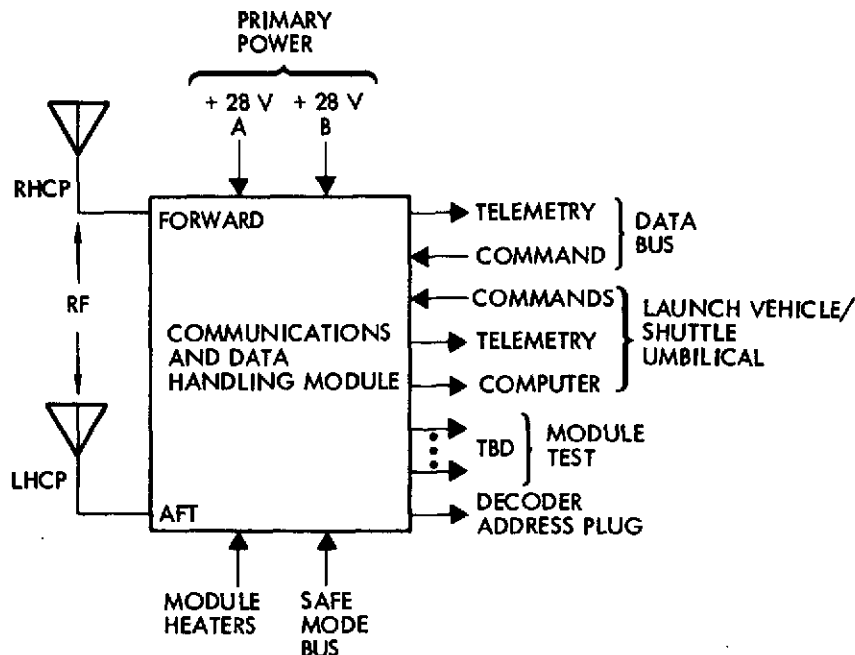 PRIMARY
POWER
+ 28 V + 28 V
A B
RHCP
FORWARD
RF
COMMUNICATIONS
AND DATA
HANDLING MODULE
LHCP
AFT
TELEMETRY
COMMAND
DATA
BUS
COMMANDS
TELEMETRY
COMPUTER
LAUNCH VEHICLE/
SHUTTLE
UMBILICAL
TBD
MODULE
TEST
DECODER
ADDRESS PLUG
MODULE
HEATERS
SAFE
MODE
BUS